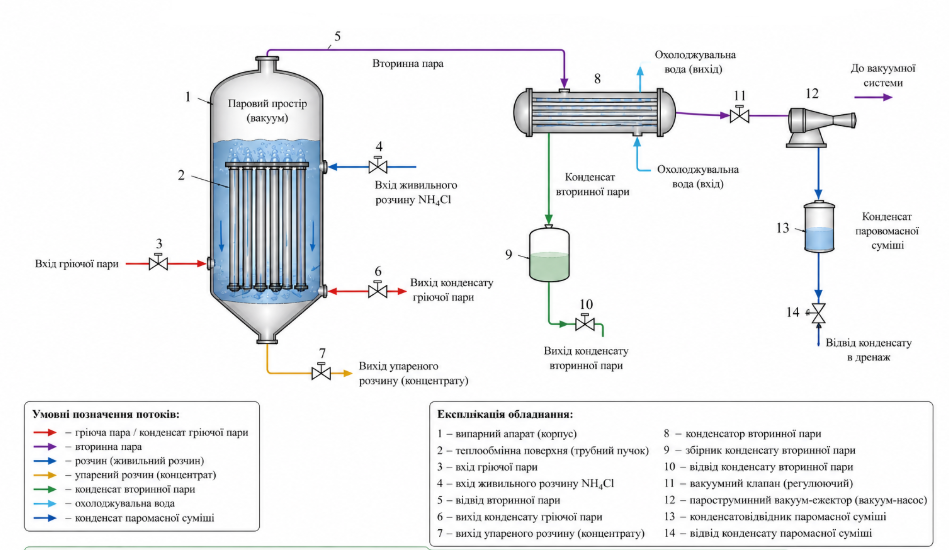 5
Вторинна пара
1
Паровий простір
(вакуум)
2
4
Вхід живильного
розчину NH₄Cl
3
Вхід гріючої пари
6
Вихід конденсату
гріючої пари
7
Вихід упареного
розчину (концентрату)
Охолоджувальна
вода (вихід)
8
11
До вакуумної
системи
12
Охолоджувальна
вода (вхід)
Конденсат
вторинної пари
9
10
Вихід конденсату
вторинної пари
13
Конденсат
паровомасної
суміші
14
Відвід конденсату
в дренаж
Умовні позначення потоків:
– гріюча пара / конденсат гріючої пари
– вторинна пара
– розчин (живильний розчин)
– упарений розчин (концентрат)
– конденсат вторинної пари
– охолоджувальна вода
– конденсат паромасної суміші
Експлікація обладнання:
1 – випарний апарат (корпус)
2 – теплообмінна поверхня (трубний пучок)
3 – вхід гріючої пари
4 – вхід живильного розчину NH₄Cl
5 – відвід вторинної пари
6 – вихід конденсату гріючої пари
7 – вихід упареного розчину (концентрату)
8 – конденсатор вторинної пари
9 – збірник конденсату вторинної пари
10 – відвід конденсату вторинної пари
11 – вакуумний клапан (регулюючий)
12 – пароструминний вакуум-ежектор (вакуум-насос)
13 – конденсатовідвідник паромасної суміші
14 – відвід конденсату паромасної суміші